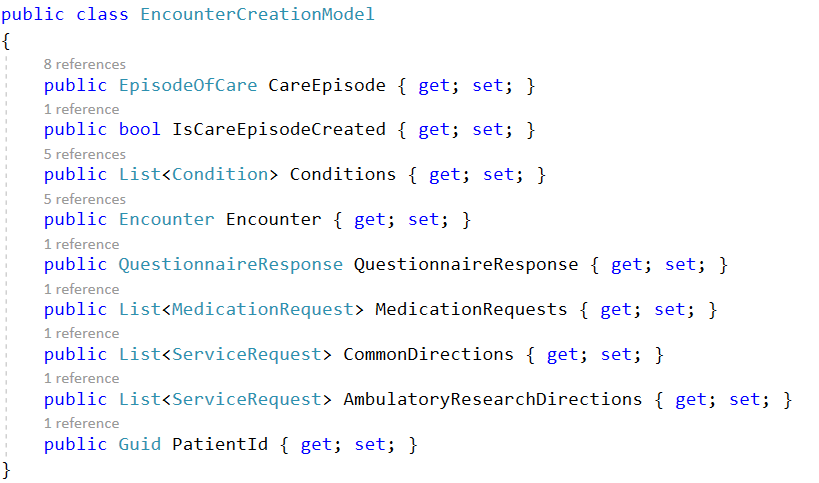 public class EncounterCreationModel
{
8 references
public EpisodeOfCare CareEpisode { get; set; }
1 reference
public bool IsCareEpisodeCreated { get; set; }
5 references
public List<Condition> Conditions { get; set; }
5 references
public Encounter Encounter { get; set; }
1 reference
public QuestionnaireResponse QuestionnaireResponse { get; set; }
1 reference
public List<MedicationRequest> MedicationRequests { get; set; }
1 reference
public List<ServiceRequest> CommonDirections { get; set; }
1 reference
public List<ServiceRequest> AmbulatoryResearchDirections { get; set; }
1 reference
public Guid PatientId { get; set; }
}